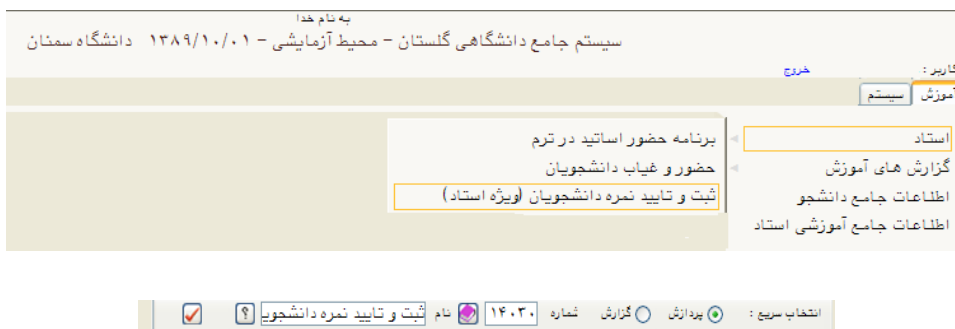 به نام خدا
سیستم جامع دانشگاهی گلستان - محیط آزمایشی - ۱۳۸۹/۱۰/۰۱ دانشگاه سمنان
کاربر : خروج
آموزش سیستم
استاد
گزارش های آموزش
اطلاعات جامع دانشجو
اطلاعات جامع آموزشی استاد
برنامه حضور اساتید در ترم
حضور و غیاب دانشجویان
ثبت و تایید نمره دانشجویان (ویژه استاد)
انتخاب سریع : پردازش گزارش شماره ۱۴۰۳۰ نام ثبت و تایید نمره دانشجویا ؟